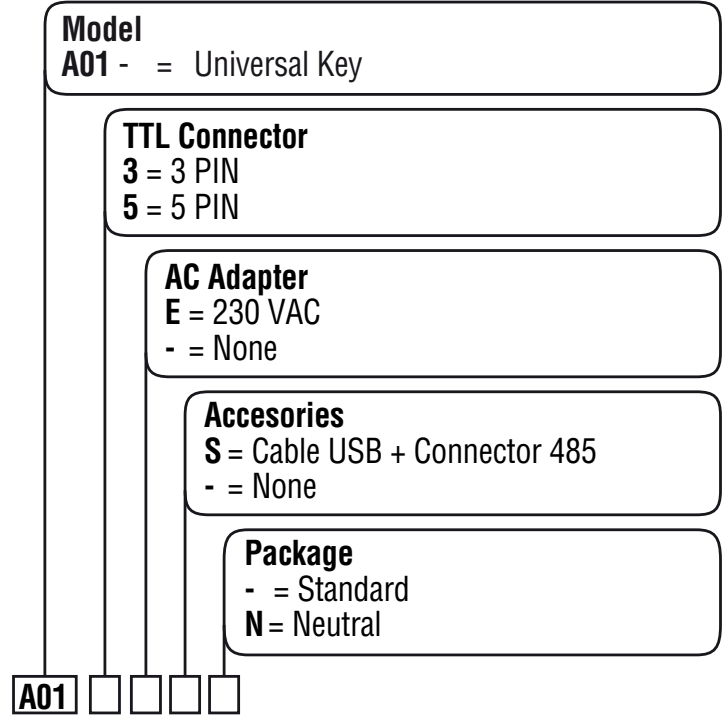 Model
A01 - = Universal Key
TTL Connector
3 = 3 PIN
5 = 5 PIN
AC Adapter
E = 230 VAC
- = None
Accesories
S = Cable USB + Connector 485
- = None
Package
- = Standard
N = Neutral
A01